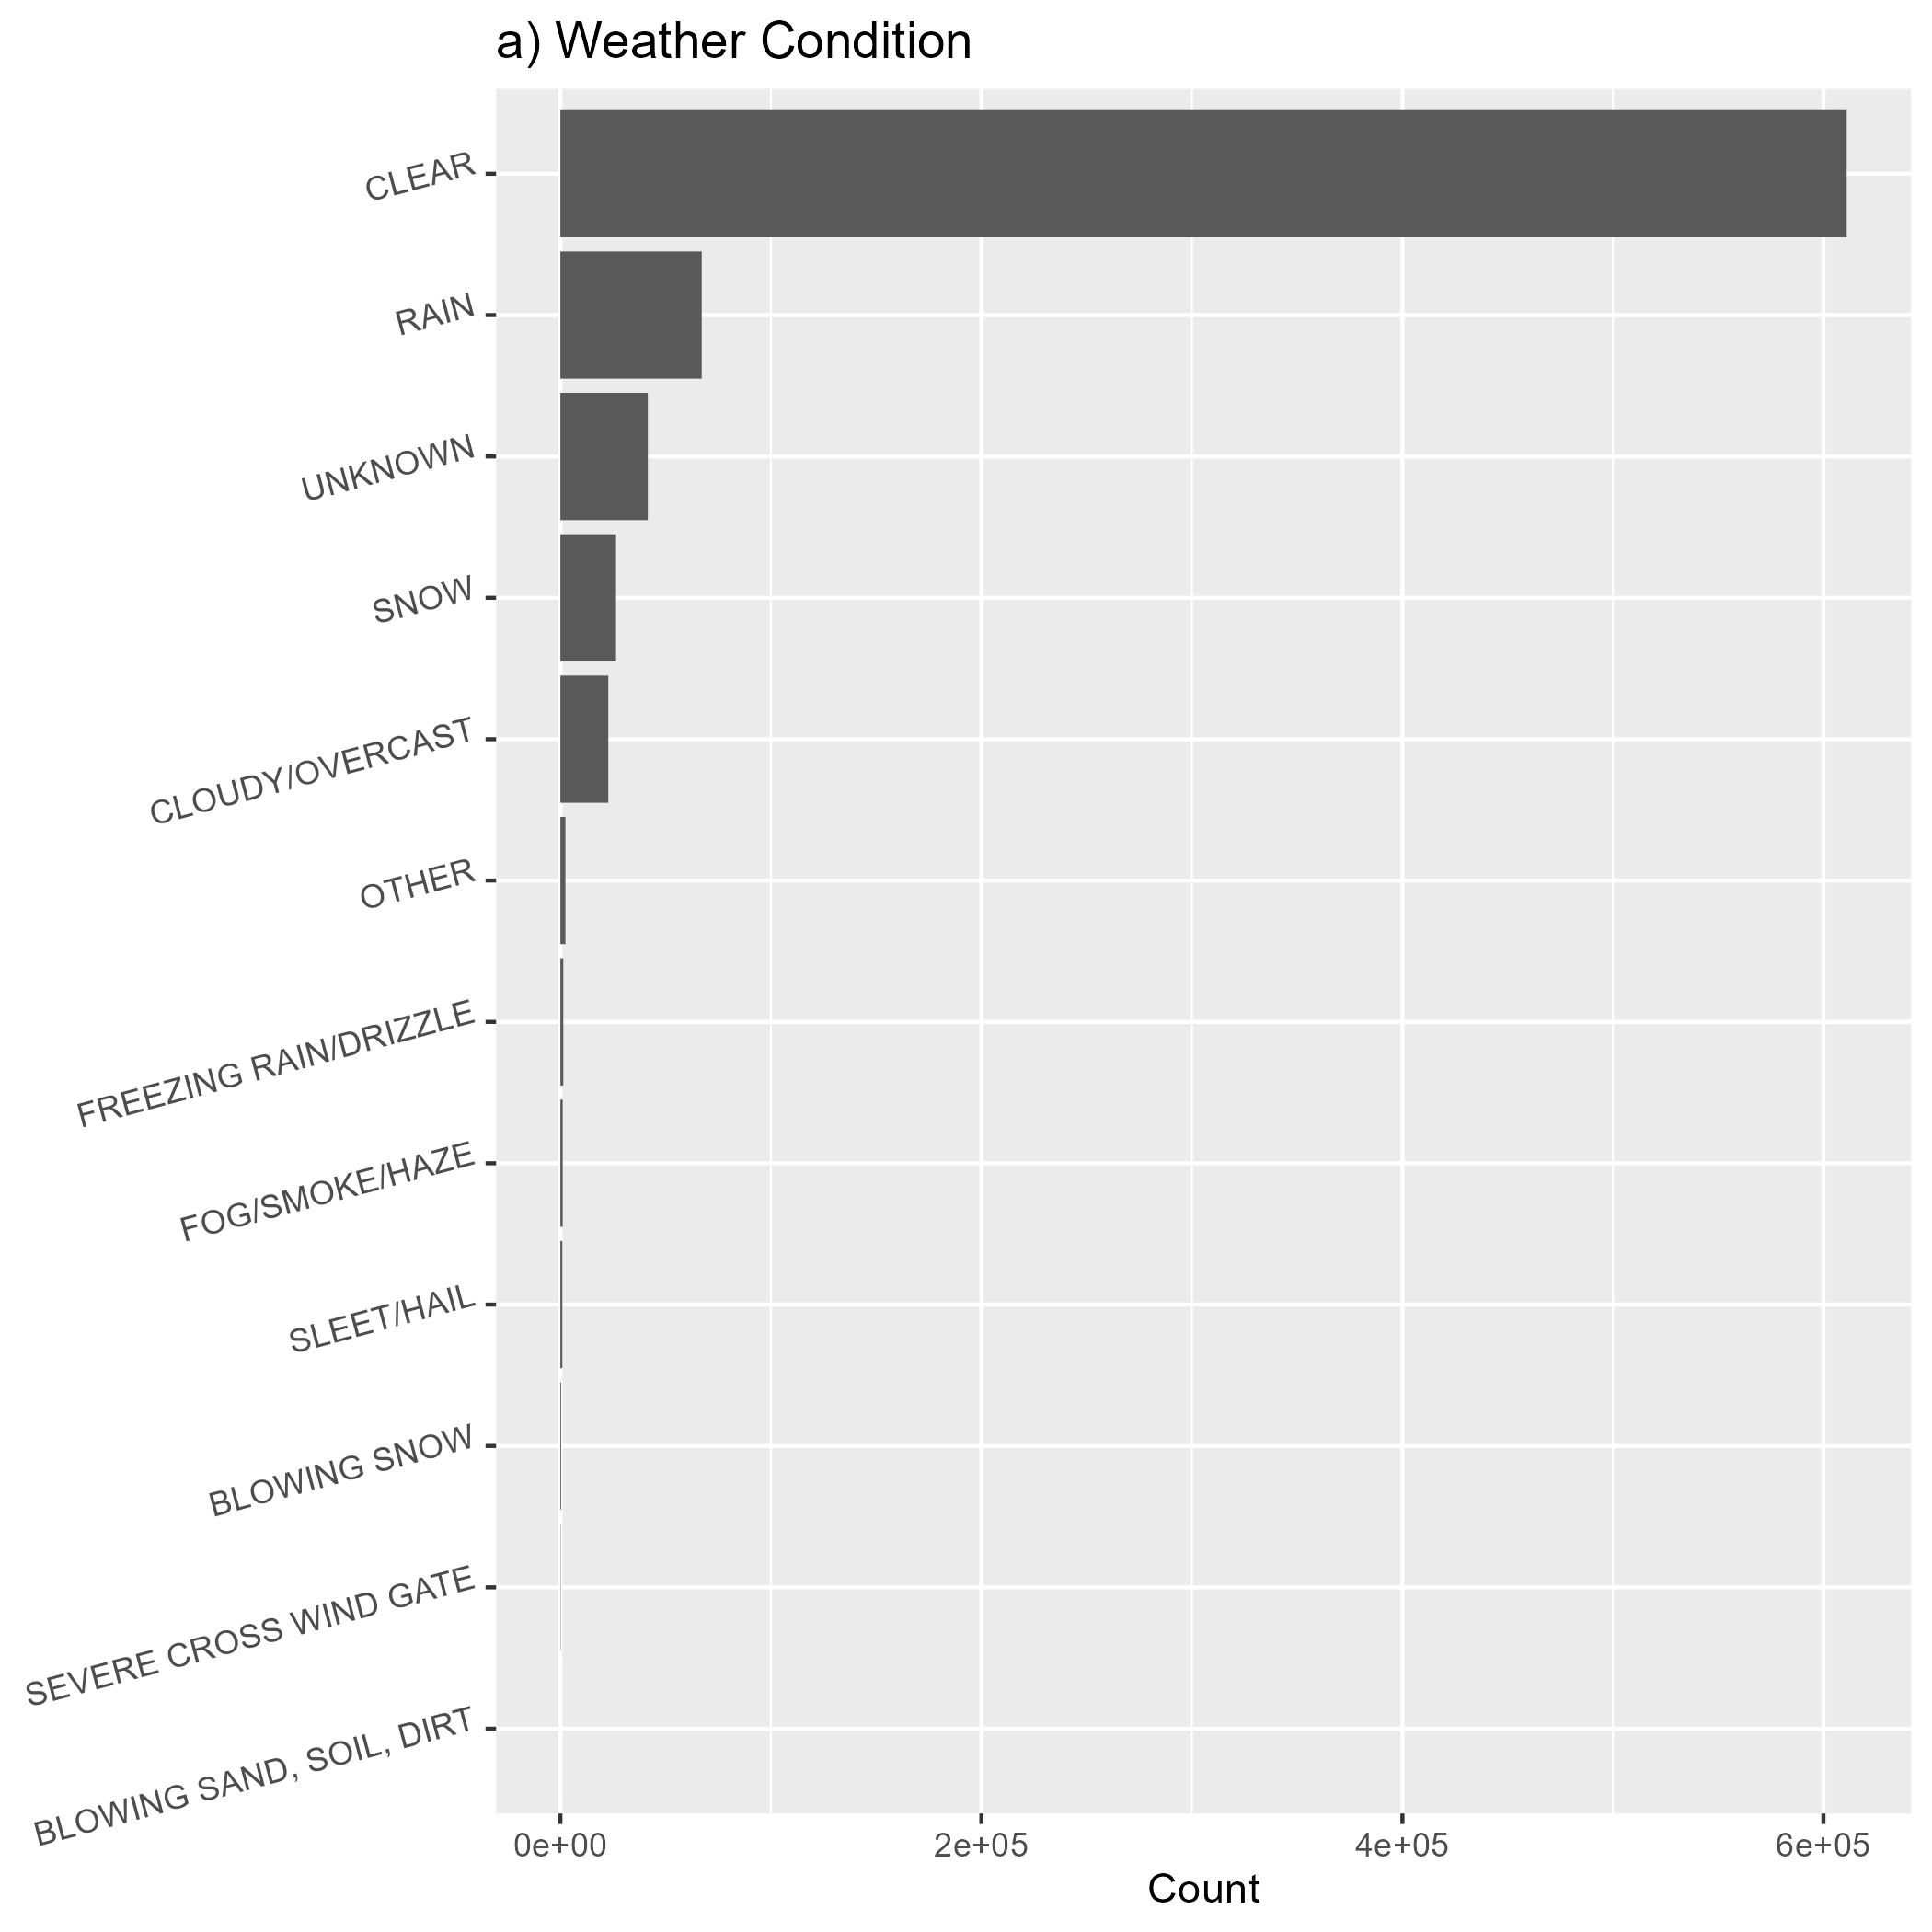 a) Weather Condition
CLEAR
RAIN
UNKNOWN
SNOW
CLOUDY/OVERCAST
OTHER
FREEZING RAIN/DRIZZLE
FOG/SMOKE/HAZE
SLEET/HAIL
BLOWING SNOW
SEVERE CROSS WIND GATE
BLOWING SAND, SOIL, DIRT
0e+00 2e+05 4e+05 6e+05
Count